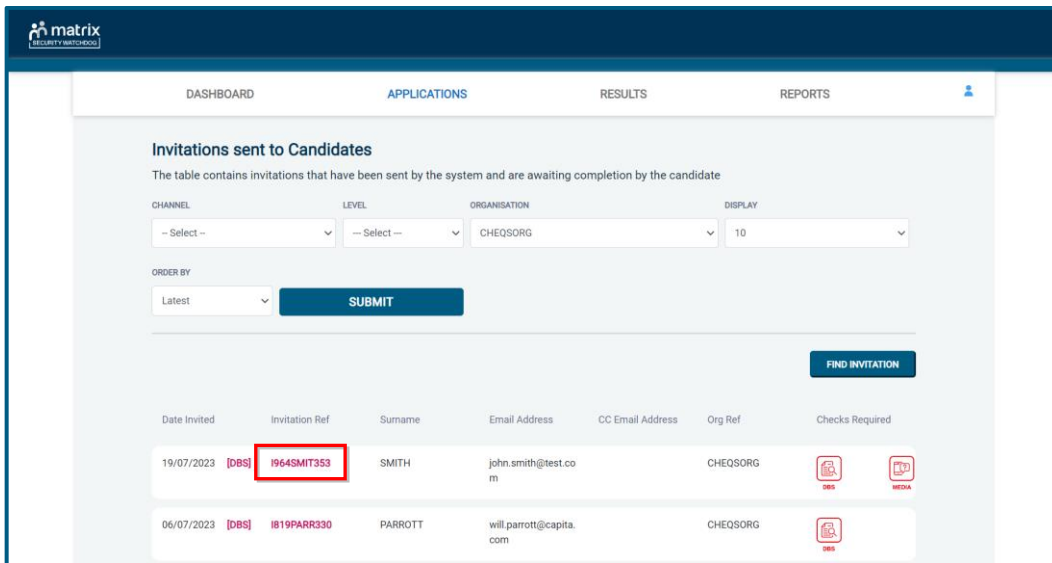 matrix
SECURITY WATCHDOG
DASHBOARD APPLICATIONS RESULTS REPORTS
Invitations sent to Candidates
The table contains invitations that have been sent by the system and are awaiting completion by the candidate
CHANNEL LEVEL ORGANISATION DISPLAY
-- Select -- --- Select --- CHEQSORG 10
ORDER BY
Latest SUBMIT
FIND INVITATION
Date Invited Invitation Ref Surname Email Address CC Email Address Org Ref Checks Required
19/07/2023 [DBS] I964SMIT353 SMITH john.smith@test.co CHEQSORG
m
DBS MEDIA
06/07/2023 [DBS] I819PARR330 PARROTT will.parrott@capita. CHEQSORG
com
DBS